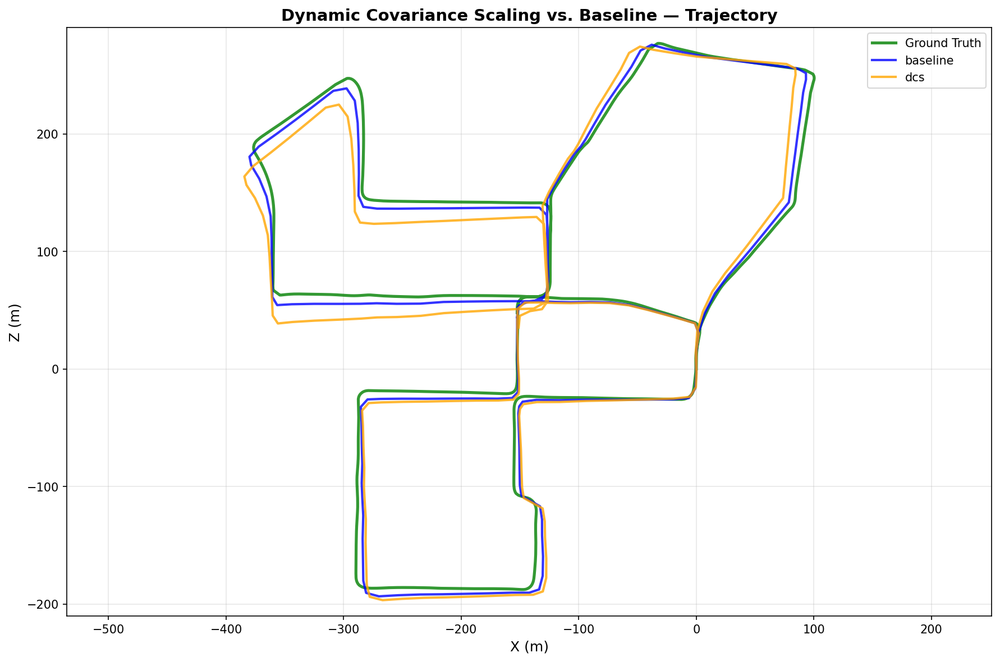 Dynamic Covariance Scaling vs. Baseline — Trajectory
Ground Truth
baseline
dcs
Z (m)
200
100
0
−100
−200
−500
−400
−300
−200
−100
0
100
200
X (m)